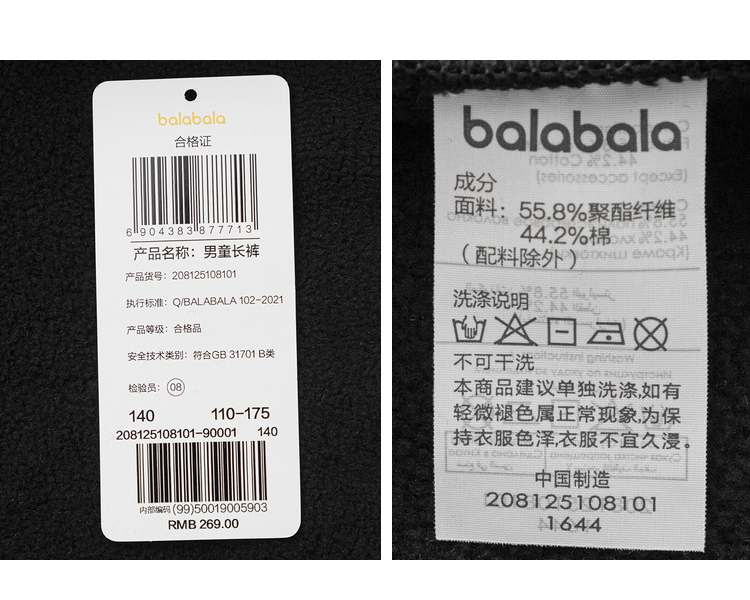 balabala
合格证
6 904383 877713
产品名称：男童长裤
产品货号：208125108101
执行标准：Q/BALABALA 102-2021
产品等级：合格品
安全技术类别：符合GB 31701 B类
检验员：08
140 110-175
208125108101-90001 140
内部编码 (99)50019005903
RMB 269.00
balabala
成分
面料：55.8%聚酯纤维
44.2%棉
（配料除外）
洗涤说明
不可干洗
本商品建议单独洗涤,如有
轻微褪色属正常现象,为保
持衣服色泽,衣服不宜久浸。
中国制造
208125108101
1644